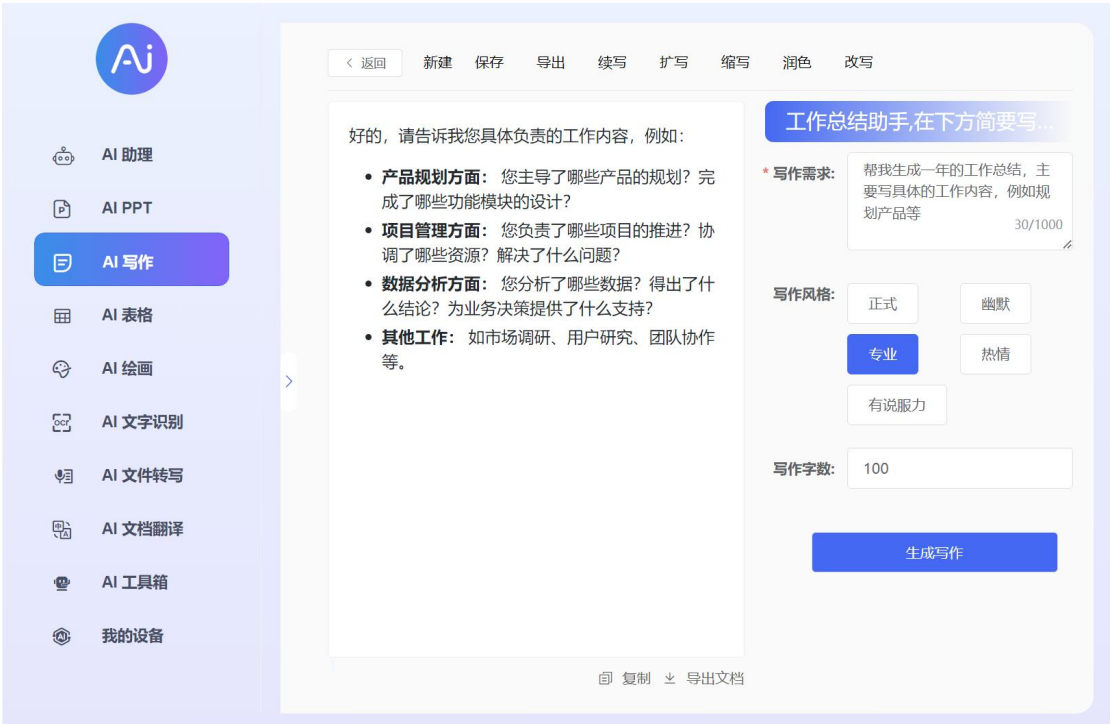 Ai
AI 助理
AI PPT
AI 写作
AI 表格
AI 绘画
ocr
AI 文字识别
AI 文件转写
AI 文档翻译
AI 工具箱
我的设备
< 返回 新建 保存 导出 续写 扩写 缩写 润色 改写
好的，请告诉我您具体负责的工作内容，例如：
• 产品规划方面： 您主导了哪些产品的规划？完
成了哪些功能模块的设计？
• 项目管理方面： 您负责了哪些项目的推进？协
调了哪些资源？解决了什么问题？
• 数据分析方面： 您分析了哪些数据？得出了什
么结论？为业务决策提供了什么支持？
• 其他工作： 如市场调研、用户研究、团队协作
等。
复制 导出文档
工作总结助手,在下方简要写...
* 写作需求:
帮我生成一年的工作总结，主
要写具体的工作内容，例如规
划产品等
30/1000
写作风格:
正式 幽默
专业 热情
有说服力
写作字数: 100
生成写作